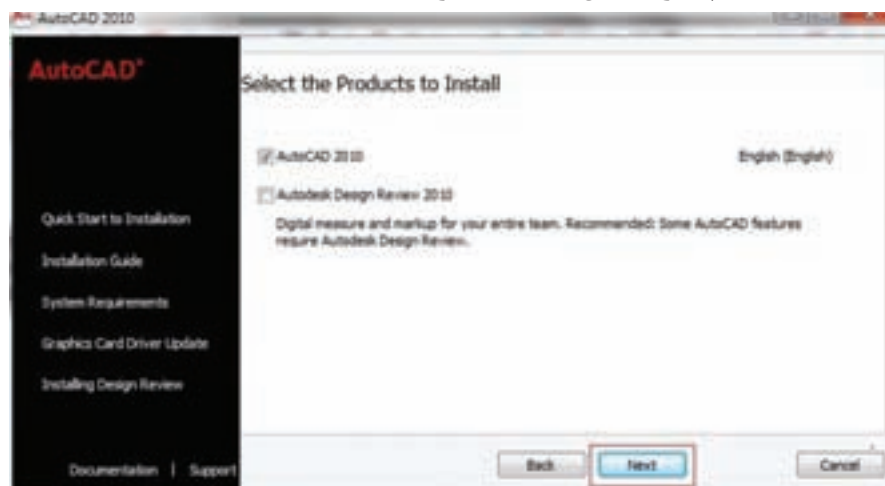 AutoCAD 2010
AutoCAD®
Select the Products to Install
AutoCAD 2010 English (English)
Autodesk Design Review 2010
Digital measure and markup for your entire team. Recommended: Some AutoCAD features
require Autodesk Design Review.
Quick Start to Installation
Installation Guide
System Requirements
Graphics Card Driver Update
Installing Design Review
Documentation | Support
Back Next Cancel